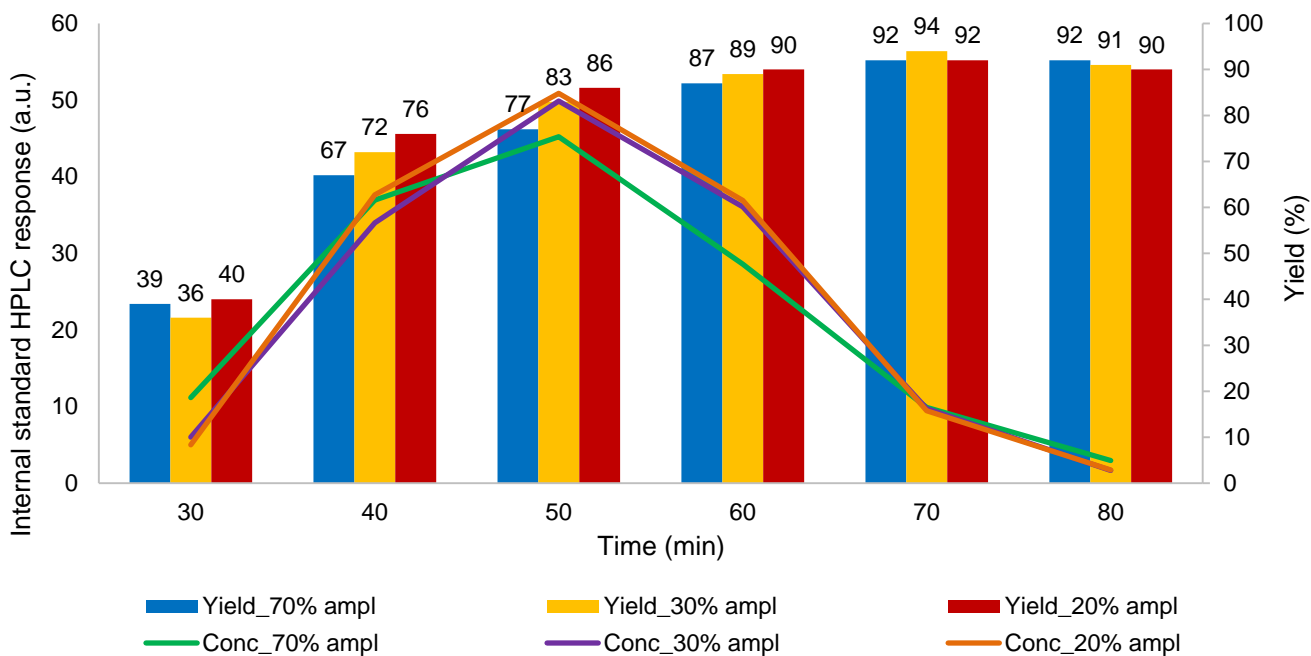 Internal standard HPLC response (a.u.)
60
50
40
30
20
10
0
39 36 40
67 72 76
77 83 86
87 89 90
92 94 92
92 91 90
100
90
80
70
60
50
40
30
20
10
0
Yield (%)
30 40 50 60 70 80
Time (min)
Yield_70% ampl Yield_30% ampl Yield_20% ampl
Conc_70% ampl Conc_30% ampl Conc_20% ampl